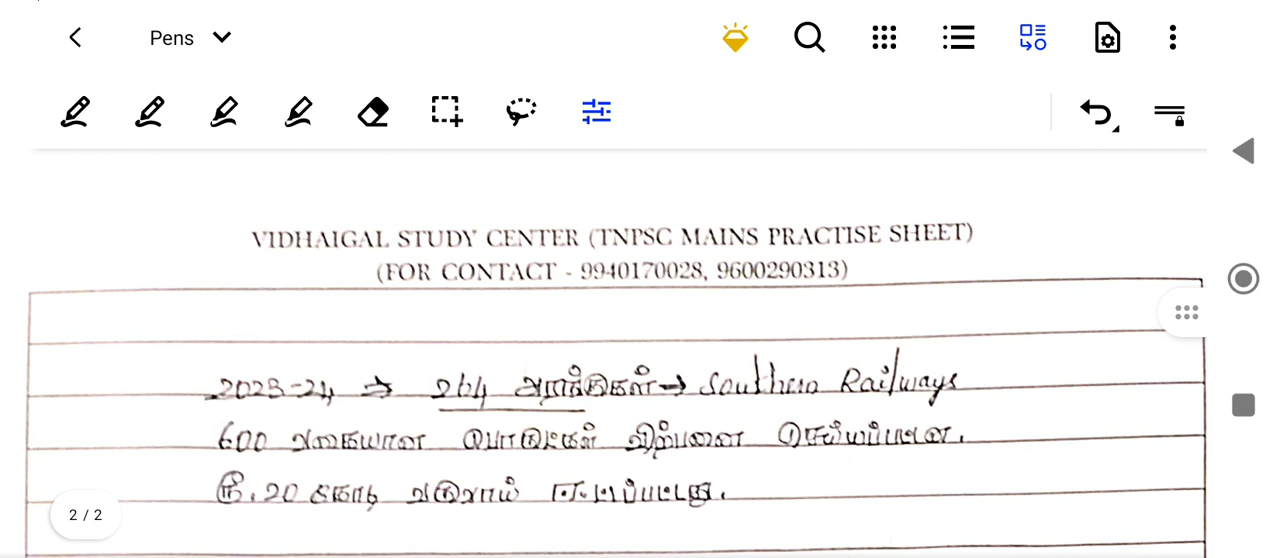 Pens
VIDHAIGAL STUDY CENTER (TNPSC MAINS PRACTISE SHEET)
(FOR CONTACT - 9940170028, 9600290313)
2023-24 → 264 அரங்குகள் → Southern Railways
600 வகையான பொருட்கள் விற்பனை செய்யப்பட்டன.
ரூ. 20 கோடி வருவாய் ஈட்டப்பட்டது.
2 / 2